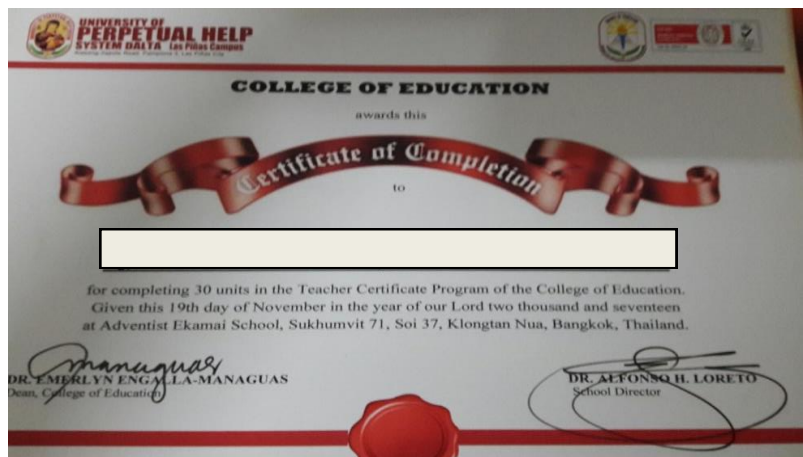 UNIVERSITY OF
PERPETUAL HELP
SYSTEM DALTA Las Piñas Campus
COLLEGE OF EDUCATION
awards this
Certificate of Completion
to
for completing 30 units in the Teacher Certificate Program of the College of Education.
Given this 19th day of November in the year of our Lord two thousand and seventeen
at Adventist Ekamai School, Sukhumvit 71, Soi 37, Klongtan Nua, Bangkok, Thailand.
managuas
DR. EMERLYN ENGALLA-MANAGUAS
Dean, College of Education
DR. ALFONSO H. LORETO
School Director